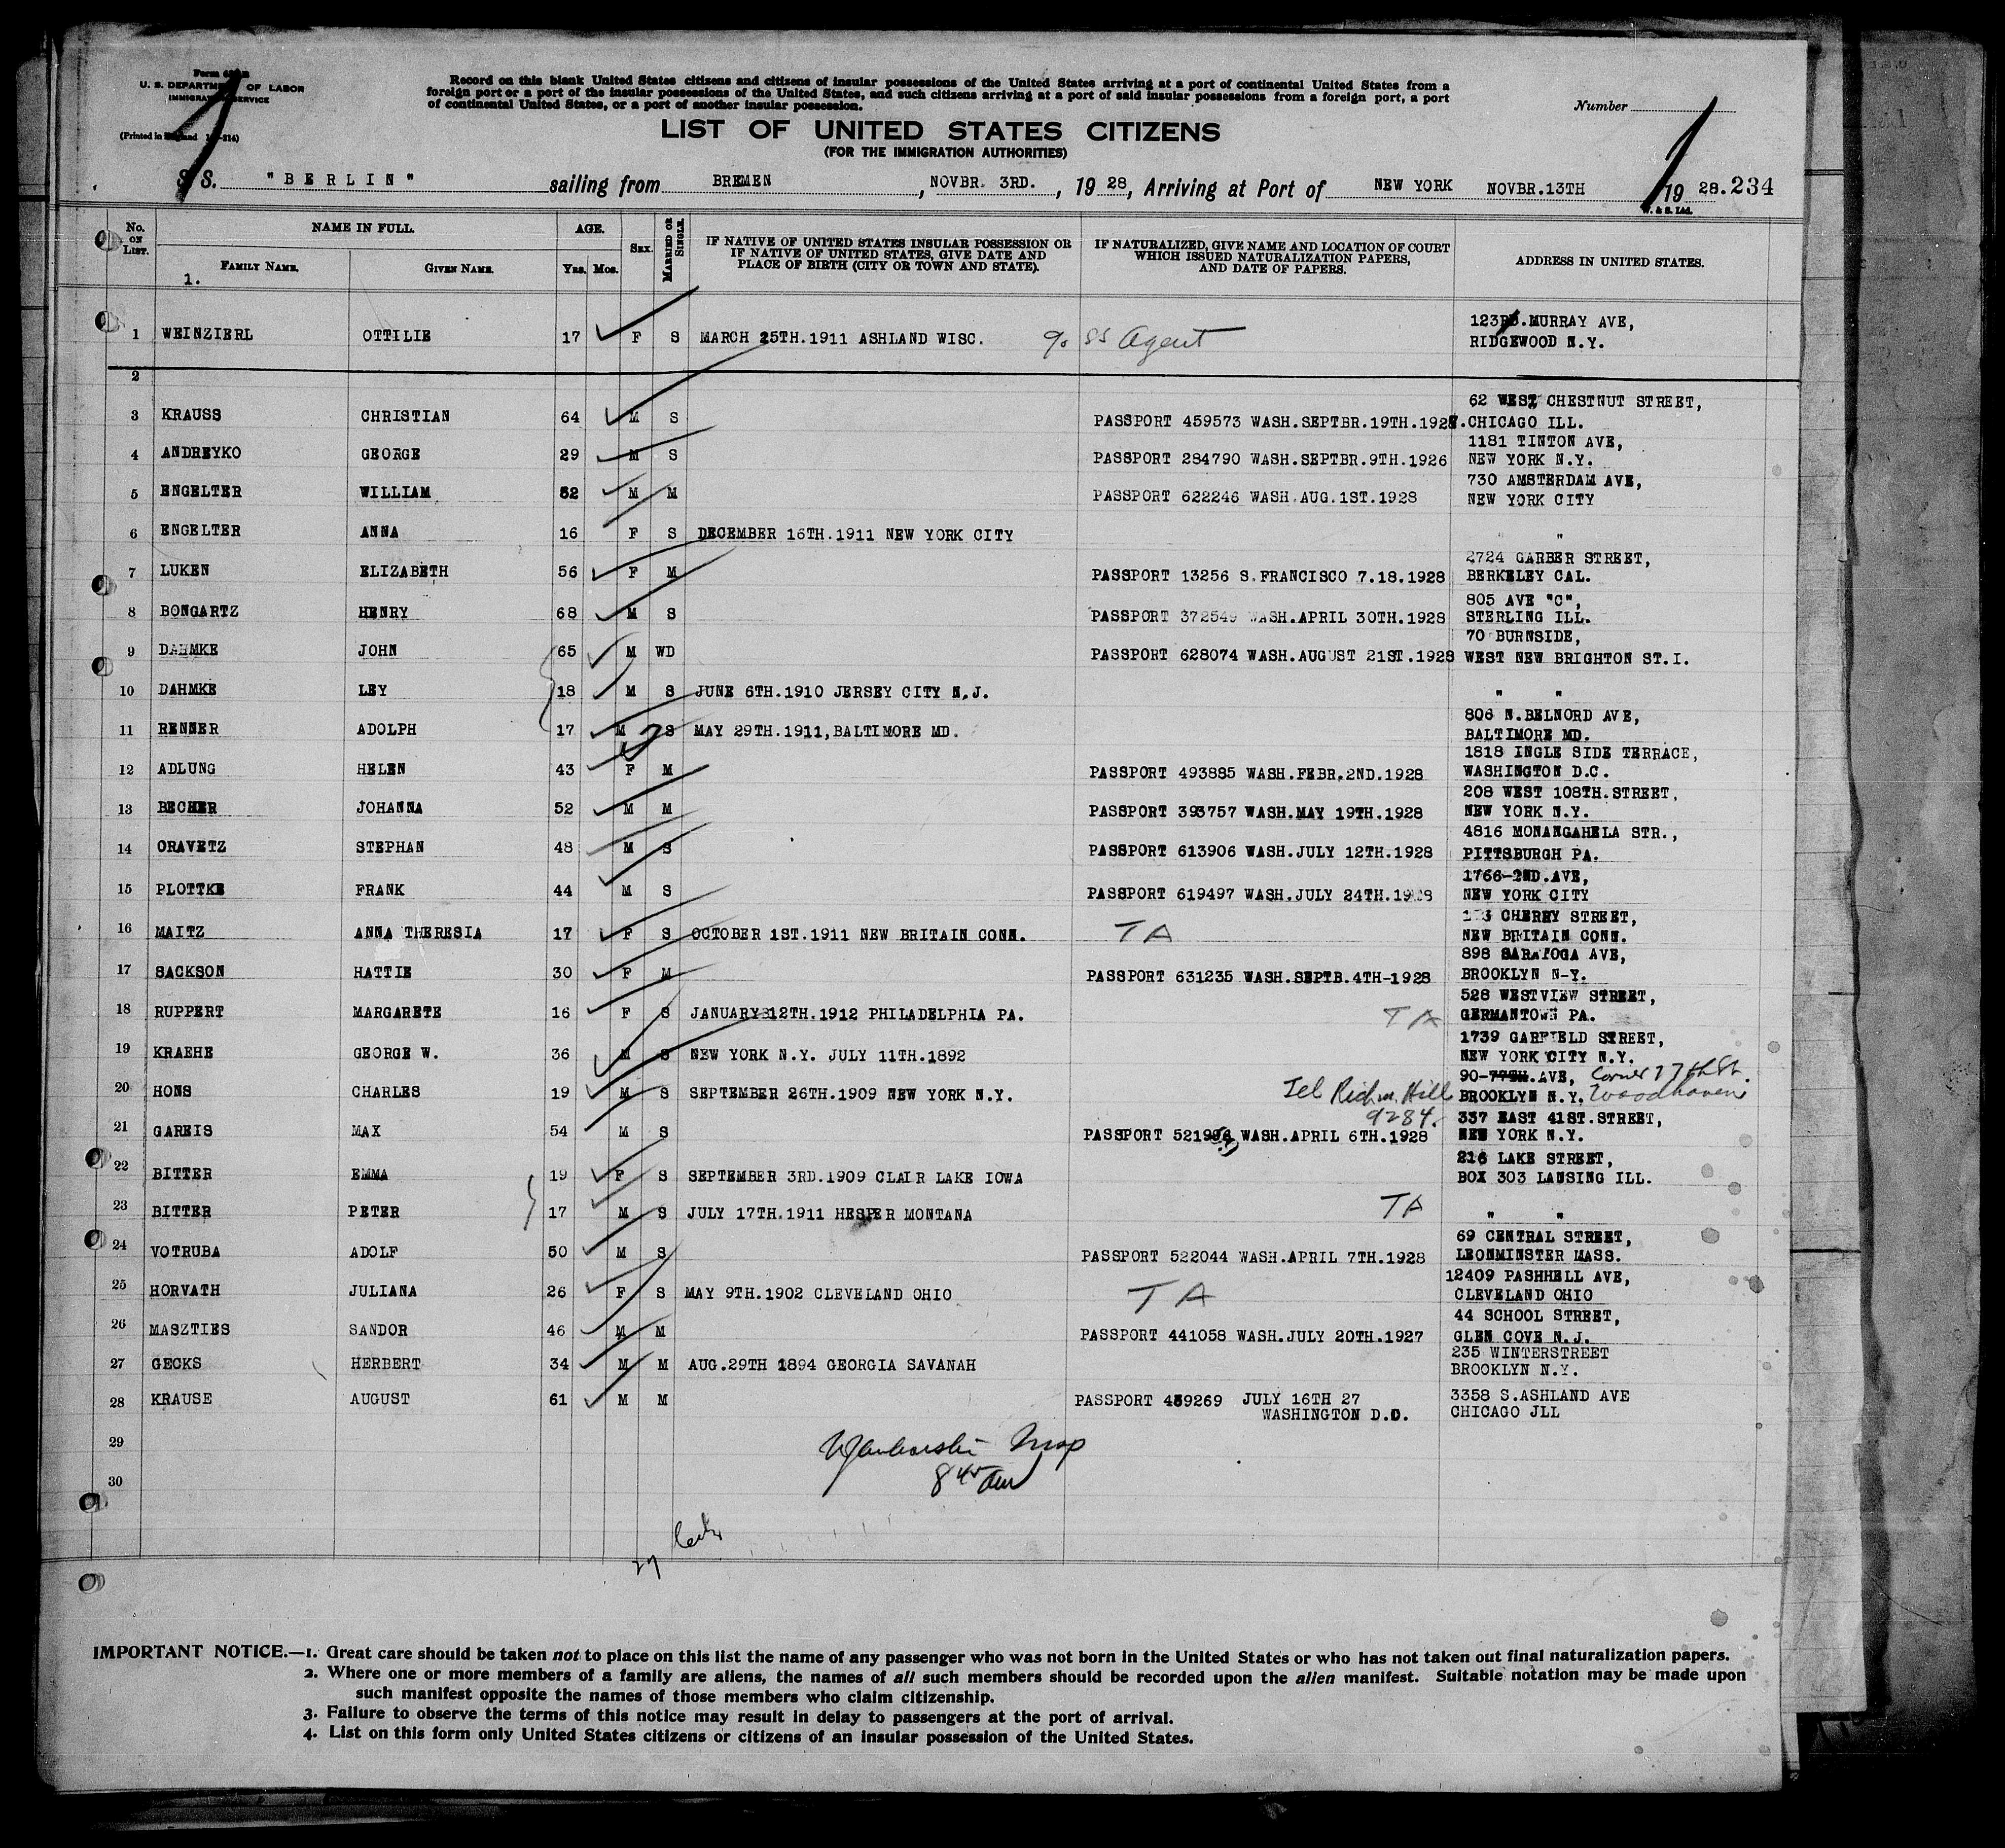 U. S. DEPARTMENT OF LABOR
IMMIGRATION SERVICE
(Printed in England
Record on this blank United States citizens and citizens of insular possessions of the United States arriving at a port of continental United States from a
foreign port or a port of the insular possessions of the United States, and such citizens arriving at a port of said insular possessions from a foreign port, a port
of continental United States, or a port of another insular possession.
Number
LIST OF UNITED STATES CITIZENS
(FOR THE IMMIGRATION AUTHORITIES)
S.S. "BERLIN" sailing from BREMEN, NOVBR. 3RD., 19 28, Arriving at Port of NEW YORK NOVBR.13TH 19 28.234
No. ON LIST. NAME IN FULL. AGE. SEX. MARRIED OR SINGLE. IF NATIVE OF UNITED STATES INSULAR POSSESSION OR IF NATIVE OF UNITED STATES, GIVE DATE AND PLACE OF BIRTH (CITY OR TOWN AND STATE). IF NATURALIZED, GIVE NAME AND LOCATION OF COURT WHICH ISSUED NATURALIZATION PAPERS, AND DATE OF PAPERS. ADDRESS IN UNITED STATES.
FAMILY NAME. GIVEN NAME. Yrs. Mos.
1.
1 WEINZIERL OTTILIE 17 F S MARCH 25TH.1911 ASHLAND WISC. % SS Agent MURRAY AVE,
RIDGEWOOD N.Y.
2
62 WEST CHESTNUT STREET,
3 KRAUSS CHRISTIAN 64 M S PASSPORT 459573 WASH.SEPTBR.19TH.192 CHICAGO ILL.
1181 TINTON AVE,
4 ANDREYKO GEORGE 29 M S PASSPORT 284790 WASH.SEPTBR.9TH.1926 NEW YORK N.Y.
730 AMSTERDAM AVE,
5 ENGELTER WILLIAM 52 M M PASSPORT 622246 WASH.AUG.1ST.1928 NEW YORK CITY
6 ENGELTER ANNA 16 F S DECEMBER 16TH.1911 NEW YORK CITY "
2724 GARBER STREET,
7 LUKEN ELIZABETH 56 F M PASSPORT 13256 S.FRANCISCO 7.18.1928 BERKELEY CAL.
805 AVE "C",
8 BONGARTZ HENRY 68 M S PASSPORT 372549 WASH.APRIL 30TH.1928 STERLING ILL.
70 BURNSIDE,
9 DAHMKE JOHN 65 M WD PASSPORT 628074 WASH.AUGUST 21ST.1928 WEST NEW BRIGHTON ST.I.
10 DAHMKE LEY 18 M S JUNE 6TH.1910 JERSEY CITY N.J. " "
806 N.BELNORD AVE,
11 RENNER ADOLPH 17 M S MAY 29TH.1911,BALTIMORE MD. BALTIMORE MD.
1818 INGLE SIDE TERRACE,
12 ADLUNG HELEN 43 F M PASSPORT 493885 WASH.FEBR.2ND.1928 WASHINGTON D.C.
208 WEST 108TH.STREET,
13 BECHER JOHANNA 52 M M PASSPORT 393757 WASH.MAY 19TH.1928 NEW YORK N.Y.
4816 MONANGAHELA STR.,
14 ORAVETZ STEPHAN 48 M S PASSPORT 613906 WASH.JULY 12TH.1928 PITTSBURGH PA.
1766-2ND.AVE,
15 PLOTTKE FRANK 44 M S PASSPORT 619497 WASH.JULY 24TH.1928 NEW YORK CITY
CHERRY STREET,
16 MAITZ ANNA THERESIA 17 F S OCTOBER 1ST.1911 NEW BRITAIN CONN. TA NEW BRITAIN CONN.
898 SARATOGA AVE,
17 SACKSON HATTIE 30 F M PASSPORT 631235 WASH.SEPTB.4TH-1928 BROOKLYN N-Y.
528 WESTVIEW STREET,
18 RUPPERT MARGARETE 16 F S JANUARY 12TH.1912 PHILADELPHIA PA. TA GERMANTOWN PA.
1739 GARFIELD STREET,
19 KRAEHE GEORGE W. 36 M S NEW YORK N.Y. JULY 11TH.1892 NEW YORK CITY N.Y.
90-77TH.AVE, Corner 77th St.
20 HONS CHARLES 19 M S SEPTEMBER 26TH.1909 NEW YORK N.Y. Tel Richm. Hill BROOKLYN N.Y. Woodhaven
9284. 337 EAST 41ST.STREET,
21 GAREIS MAX 54 M S PASSPORT WASH.APRIL 6TH.1928 NEW YORK N.Y.
216 LAKE STREET,
22 BITTER EMMA 19 F S SEPTEMBER 3RD.1909 CLAIR LAKE IOWA BOX 303 LANSING ILL.
23 BITTER PETER 17 M S JULY 17TH.1911 HESPER MONTANA TA " "
69 CENTRAL STREET,
24 VOTRUBA ADOLF 50 M S PASSPORT 522044 WASH.APRIL 7TH.1928 LEONMINSTER MASS.
12409 PASHHELL AVE,
25 HORVATH JULIANA 26 F S MAY 9TH.1902 CLEVELAND OHIO TA CLEVELAND OHIO
44 SCHOOL STREET,
26 MASZTIES SANDOR 46 M M PASSPORT 441058 WASH.JULY 20TH.1927 GLEN COVE N.J.
235 WINTERSTREET
27 GECKS HERBERT 34 M M AUG.29TH 1894 GEORGIA SAVANAH BROOKLYN N.Y.
28 KRAUSE AUGUST 61 M M PASSPORT 459269 JULY 16TH 27 3358 S.ASHLAND AVE
WASHINGTON D.C. CHICAGO JLL
29
30
27
IMPORTANT NOTICE.—1. Great care should be taken not to place on this list the name of any passenger who was not born in the United States or who has not taken out final naturalization papers.
2. Where one or more members of a family are aliens, the names of all such members should be recorded upon the alien manifest. Suitable notation may be made upon
such manifest opposite the names of those members who claim citizenship.
3. Failure to observe the terms of this notice may result in delay to passengers at the port of arrival.
4. List on this form only United States citizens or citizens of an insular possession of the United States.